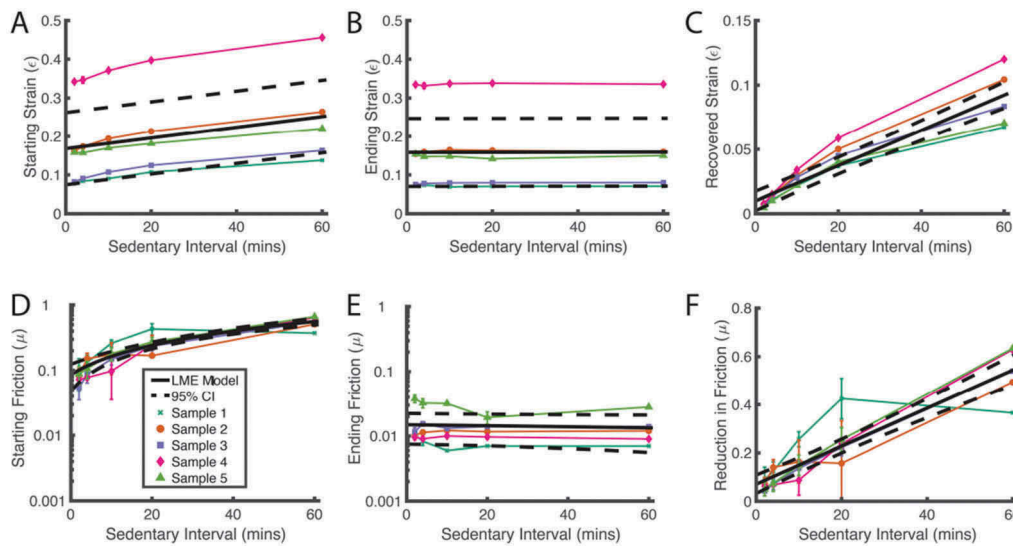 A
Starting Strain (ϵ)
0.5
0.4
0.3
0.2
0.1
0
0 20 40 60
Sedentary Interval (mins)
B
Ending Strain (ϵ)
0.5
0.4
0.3
0.2
0.1
0
0 20 40 60
Sedentary Interval (mins)
C
Recovered Strain (ϵ)
0.15
0.1
0.05
0
0 20 40 60
Sedentary Interval (mins)
D
Starting Friction (μ)
1
0.1
0.01
0.001
LME Model
95% CI
Sample 1
Sample 2
Sample 3
Sample 4
Sample 5
0 20 40 60
Sedentary Interval (mins)
E
Ending Friction (μ)
1
0.1
0.01
0.001
0 20 40 60
Sedentary Interval (mins)
F
Reduction in Friction (μ)
0.8
0.6
0.4
0.2
0
0 20 40 60
Sedentary Interval (mins)